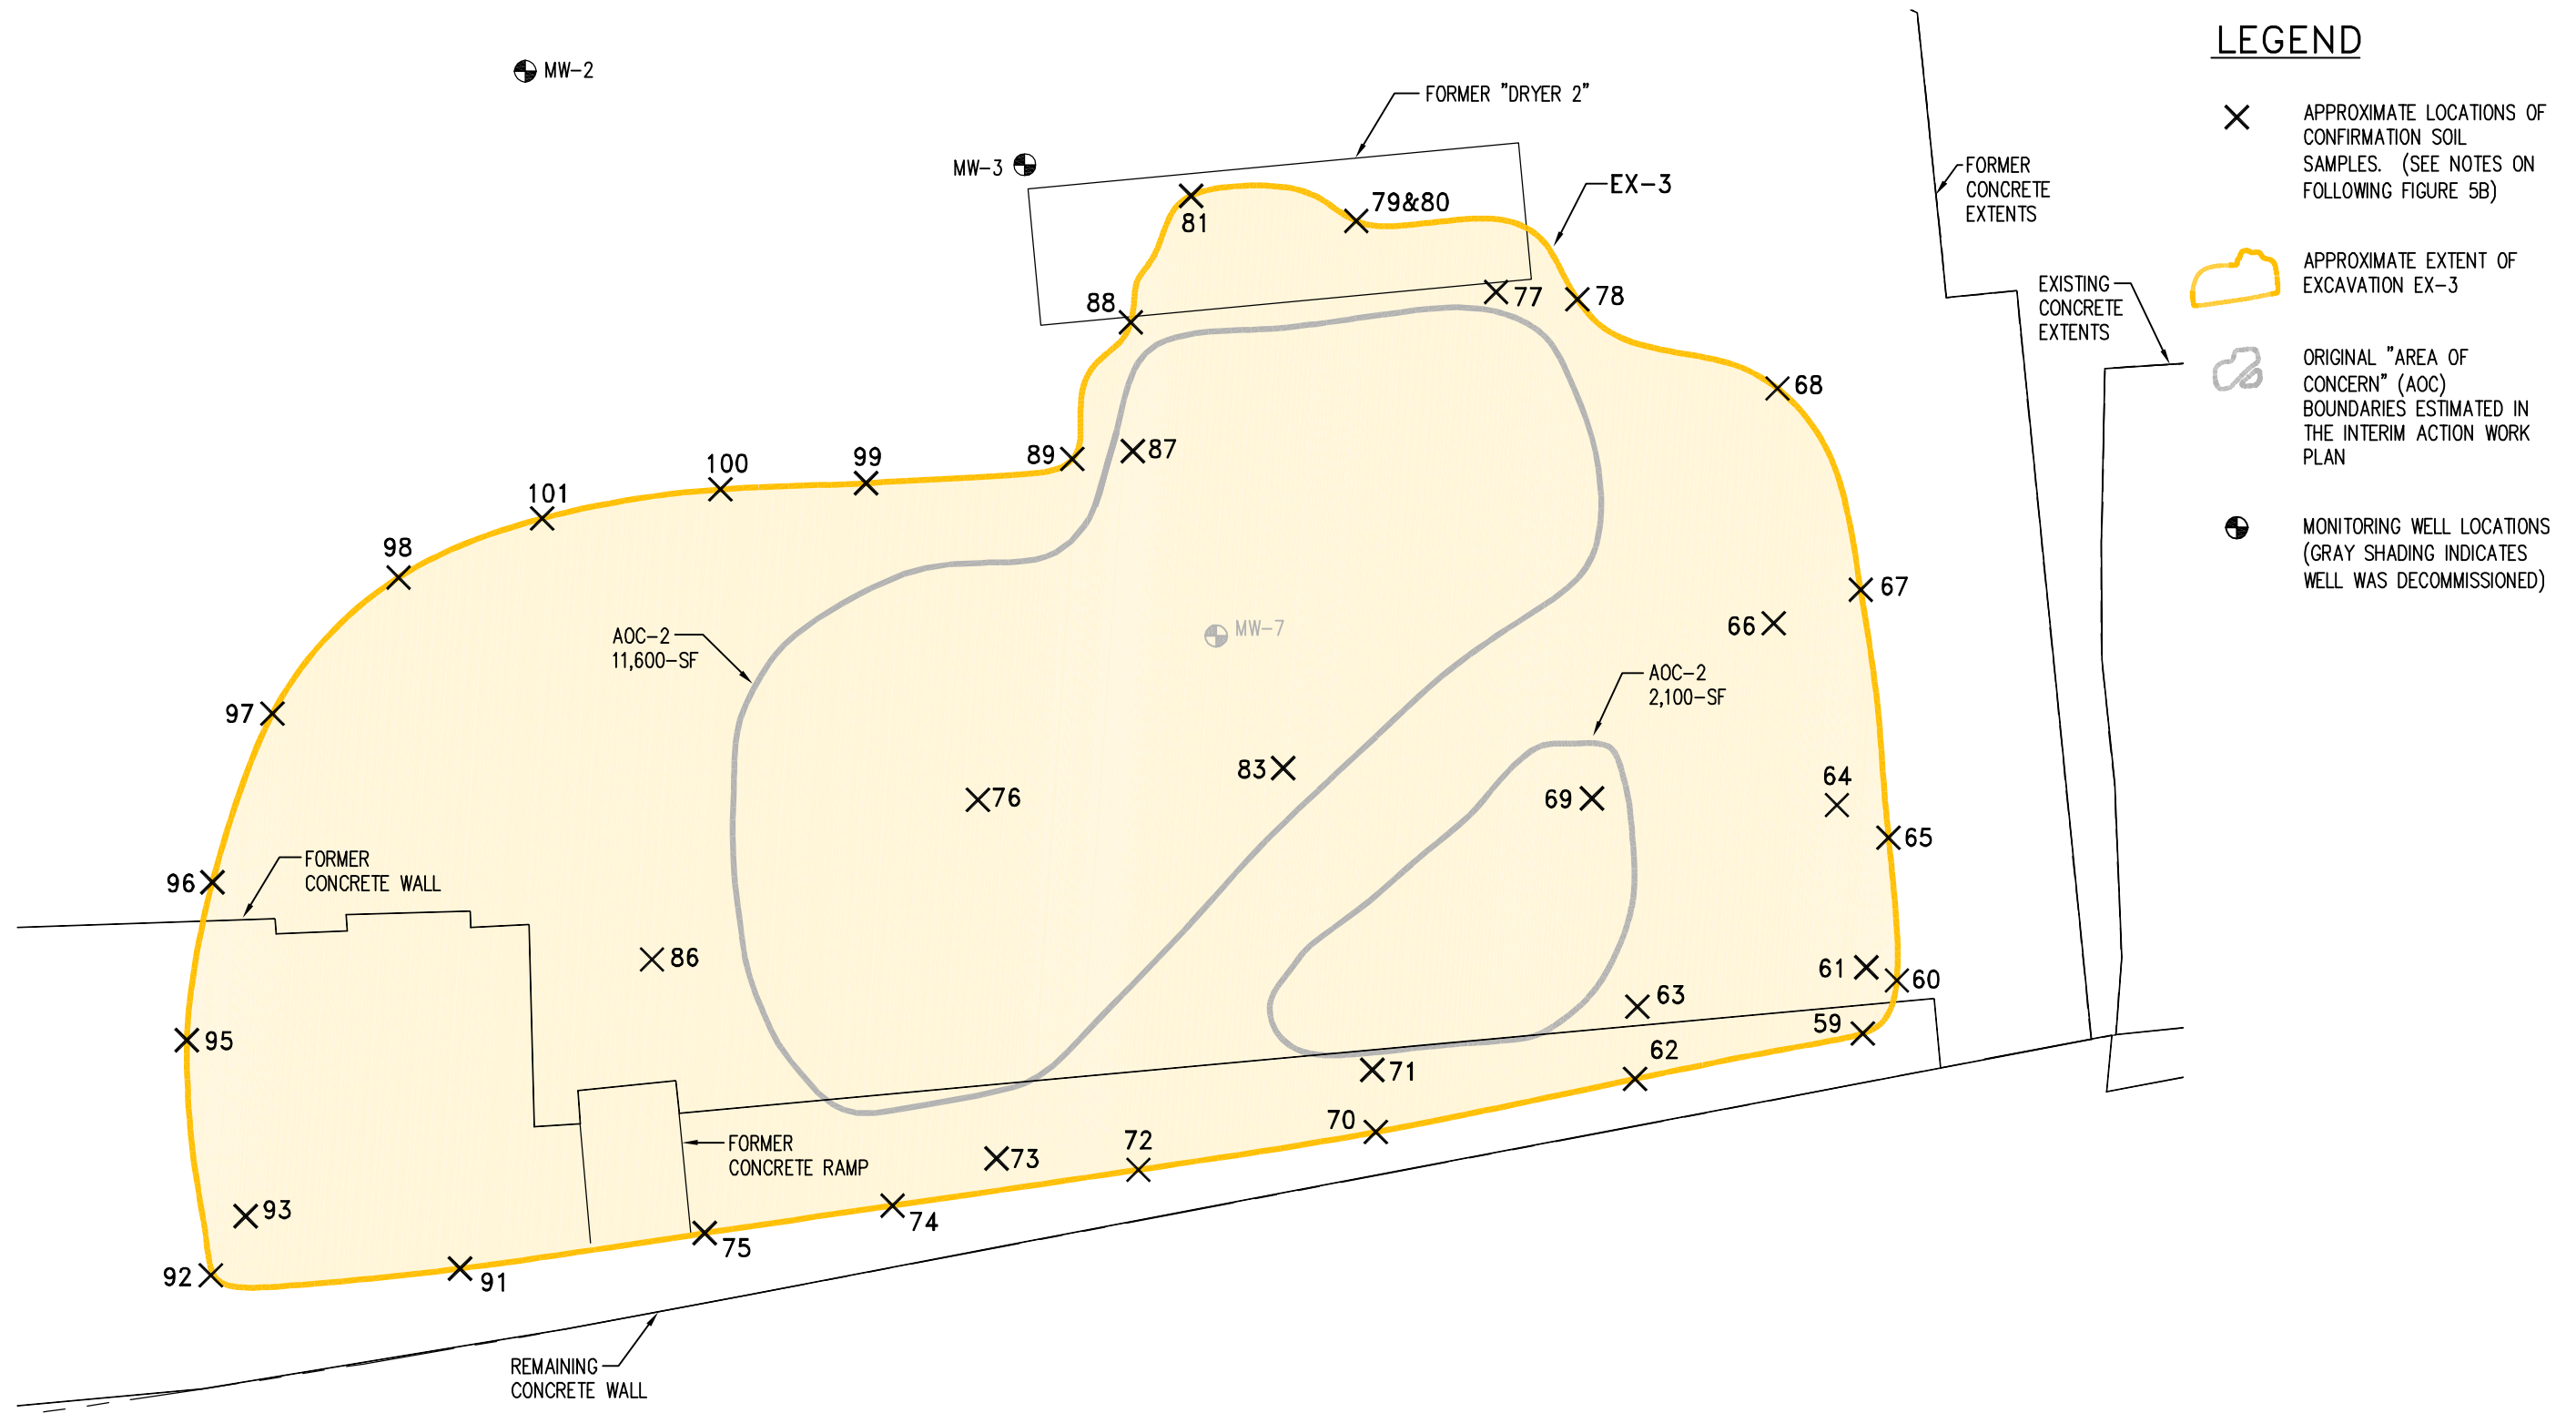 LEGEND
MW-2
FORMER "DRYER 2"
APPROXIMATE LOCATIONS OF
CONFIRMATION SOIL
SAMPLES. (SEE NOTES ON
FOLLOWING FIGURE 5B)
MW-3
FORMER
CONCRETE
EXTENTS
EX-3
79&80
81
APPROXIMATE EXTENT OF
EXCAVATION EX-3
EXISTING
CONCRETE
EXTENTS
88
77
78
ORIGINAL "AREA OF
CONCERN" (AOC)
BOUNDARIES ESTIMATED IN
THE INTERIM ACTION WORK
PLAN
68
89
87
99
100
101
98
MONITORING WELL LOCATIONS
(GRAY SHADING INDICATES
WELL WAS DECOMMISSIONED)
67
66
MW-7
AOC-2
11,600-SF
AOC-2
2,100-SF
97
83
76
69
64
65
FORMER
CONCRETE WALL
96
86
61
60
63
59
95
62
71
70
72
FORMER
CONCRETE RAMP
73
93
74
75
92
91
REMAINING
CONCRETE WALL